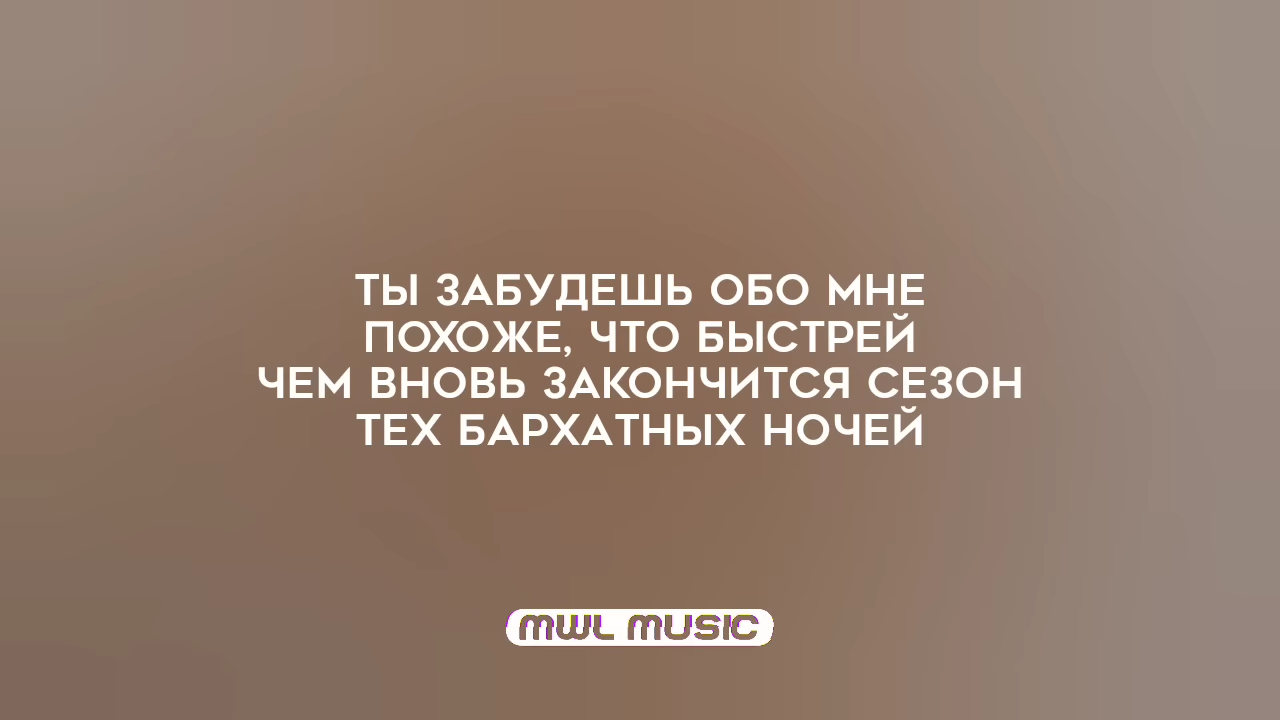 ТЫ ЗАБУДЕШЬ ОБО МНЕ
ПОХОЖЕ, ЧТО БЫСТРЕЙ
ЧЕМ ВНОВЬ ЗАКОНЧИТСЯ СЕЗОН
ТЕХ БАРХАТНЫХ НОЧЕЙ
MWL MUSIC